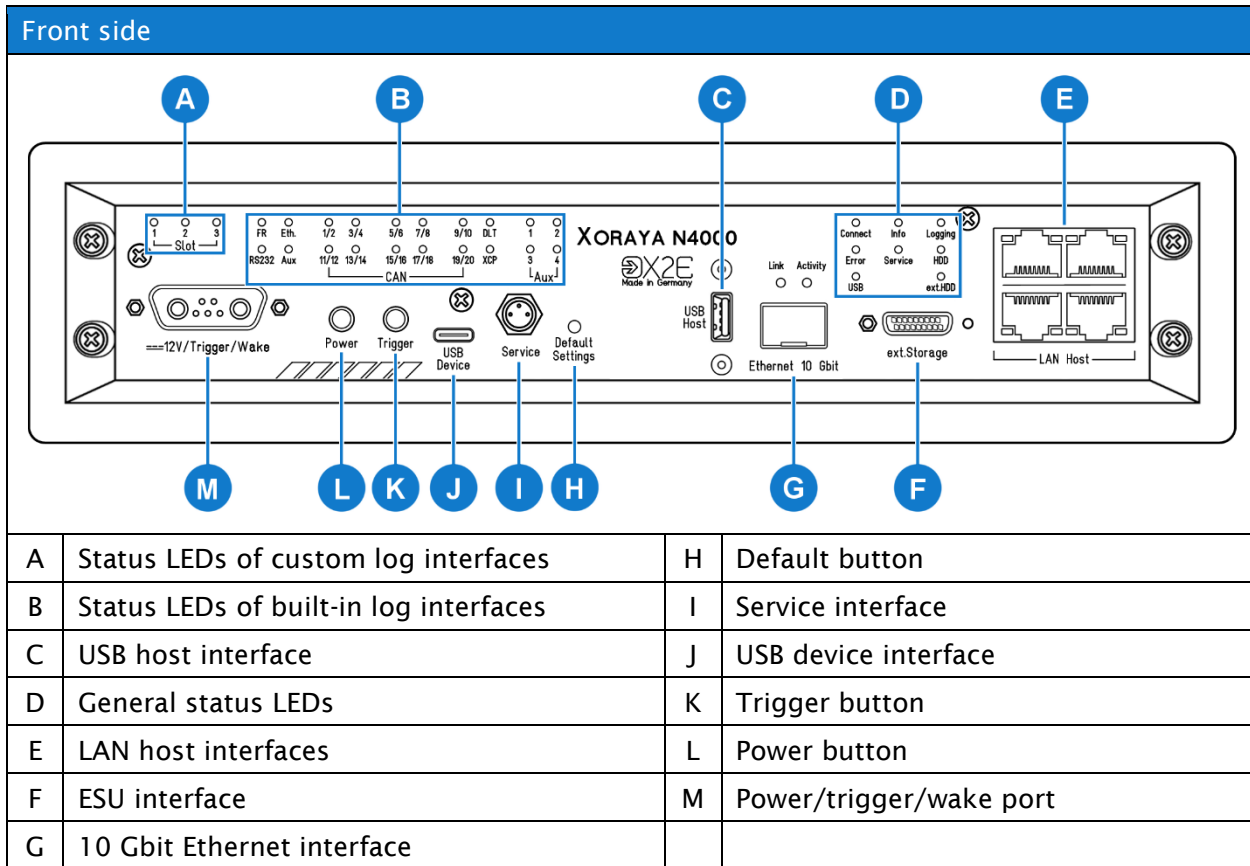 Front side
A B C D E
1 2 3
Slot
FR Eth. 1/2 3/4 5/6 7/8 9/10 DLT 1 2
RS232 Aux 11/12 13/14 15/16 17/18 19/20 XCP 3 4
CAN
Aux
XORAYA N4000
X2E
Made in Germany
Connect Info Logging
Error Service HDD
USB ext.HDD
Link Activity
USB
Host
12V/Trigger/Wake
Power
Trigger
USB
Device
Service
Default
Settings
Ethernet 10 Gbit
ext.Storage
LAN Host
M L K J I H G F
A Status LEDs of custom log interfaces H Default button
B Status LEDs of built-in log interfaces I Service interface
C USB host interface J USB device interface
D General status LEDs K Trigger button
E LAN host interfaces L Power button
F ESU interface M Power/trigger/wake port
G 10 Gbit Ethernet interface